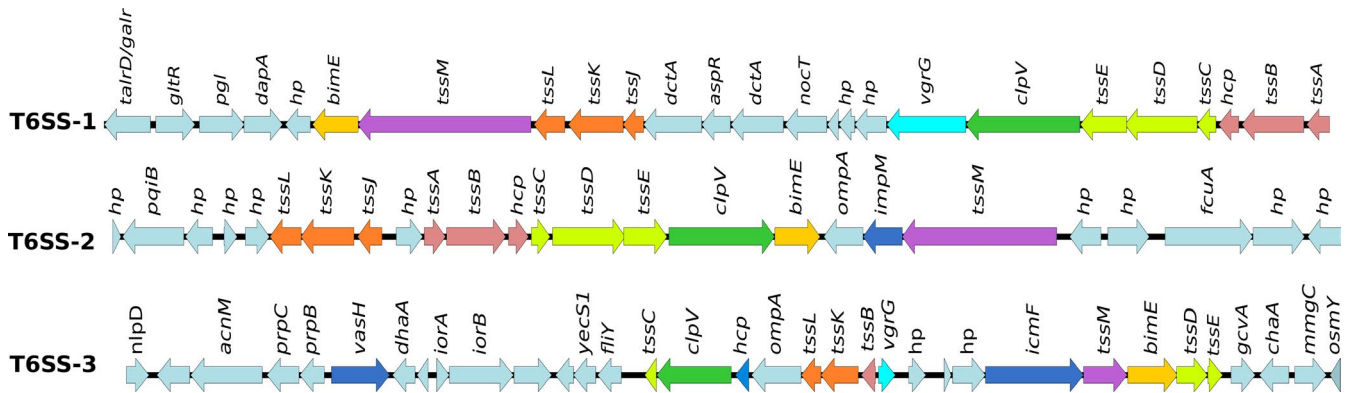 talrD/galr gltR pgI dapA hp bimE tssM tssL tssK tssJ dctA aspR dctA nocT hp hp vgrG clpV tssE tssD tssC hcp tssB tssA
T6SS-1
hp pqiB hp hp hp tssL tssK tssJ hp tssA tssB hcp tssC tssD tssE clpV bimE ompA impM tssM hp hp fcuA hp hp
T6SS-2
nlpD acnM prpC prpB vasH dhaA iorA iorB yecS1 fliY tssC clpV hcp ompA tssL tssK tssB vgrG hp hp icmF tssM bimE tssD tssE gcvA chaA mmgC osmY
T6SS-3